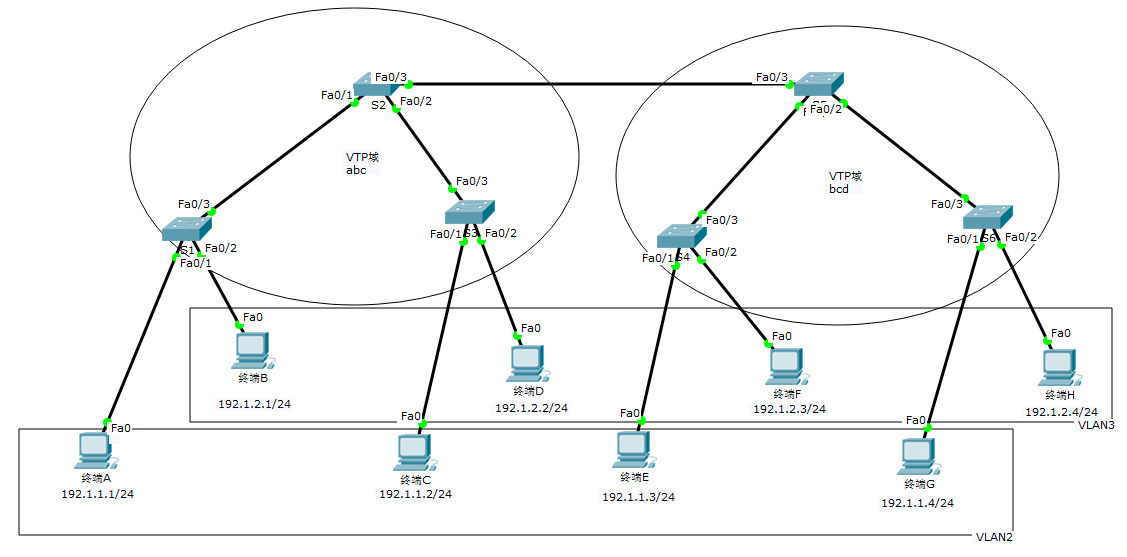 Fa0/3
Fa0/3
Fa0/1
S2
Fa0/2
Fa0/2
VTP域
abc
VTP域
bcd
Fa0/3
Fa0/3
Fa0/3
Fa0/3
S1
Fa0/2
Fa0/1
Fa0/1
S3
Fa0/2
Fa0/1
S4
Fa0/2
Fa0/1
S6
Fa0/2
Fa0
Fa0
Fa0
Fa0
终端B
终端D
终端F
终端H
192.1.2.1/24
192.1.2.2/24
192.1.2.3/24
192.1.2.4/24
VLAN3
Fa0
Fa0
Fa0
Fa0
终端A
终端C
终端E
终端G
192.1.1.1/24
192.1.1.2/24
192.1.1.3/24
192.1.1.4/24
VLAN2